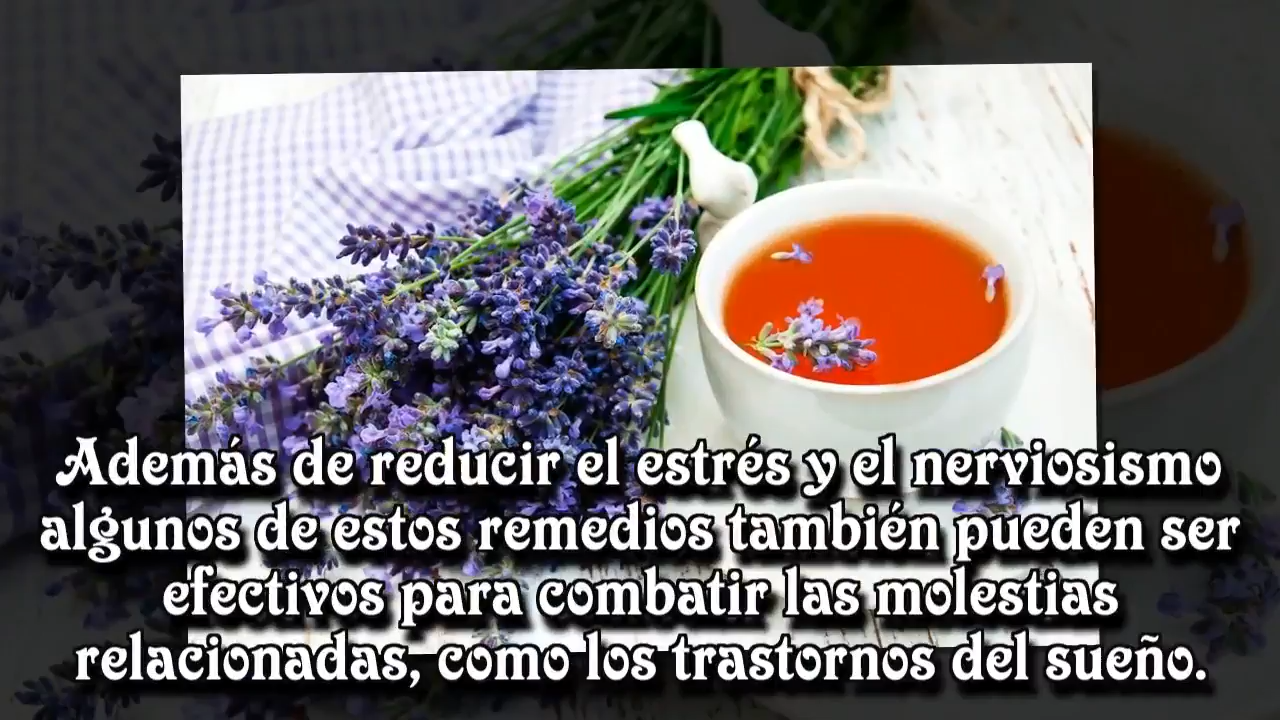 Además de reducir el estrés y el nerviosismo
algunos de estos remedios también pueden ser
efectivos para combatir las molestias
relacionadas, como los trastornos del sueño.